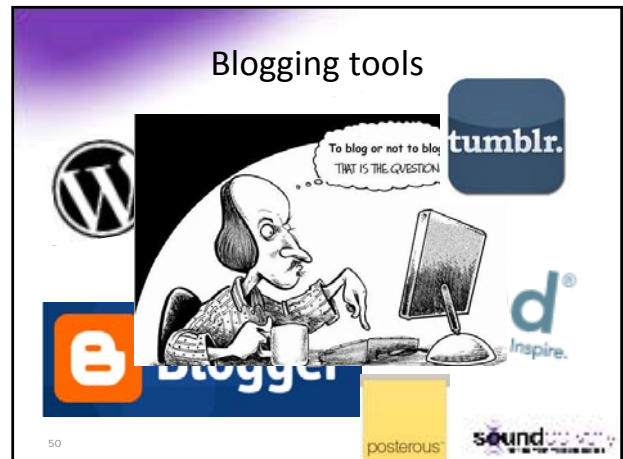 Blogging tools
To blog or not to blog
THAT IS THE QUESTION
tumblr.
W
d®
Inspire.
B Blogger
posterous
50
sound